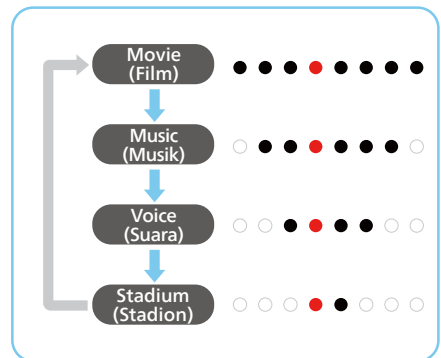 Movie
(Film)
Music
(Musik)
Voice
(Suara)
Stadium
(Stadion)